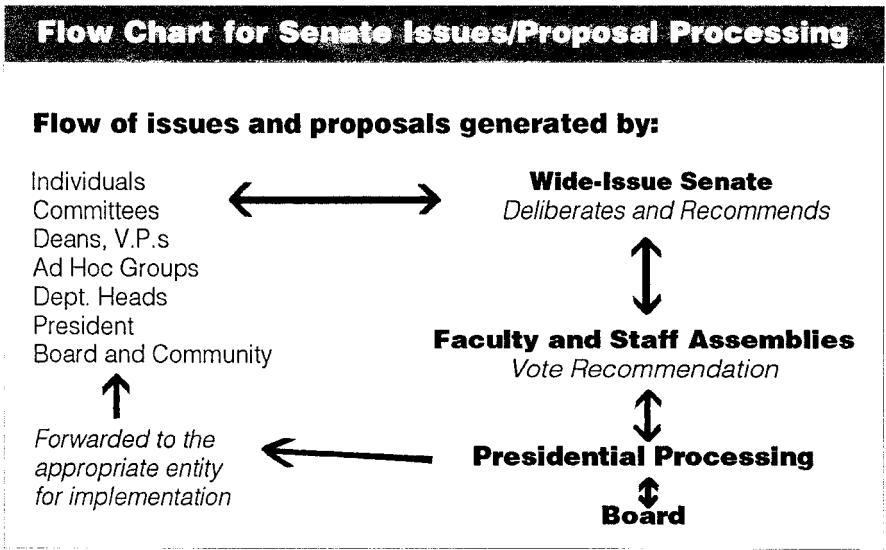 Flow Chart for Senate Issues/Proposal Processing
Flow of issues and proposals generated by:
Individuals
Committees
Deans, V.P.s
Ad Hoc Groups
Dept. Heads
President
Board and Community
Forwarded to the
appropriate entity
for implementation
Wide-Issue Senate
Deliberates and Recommends
Faculty and Staff Assemblies
Vote Recommendation
Presidential Processing
Board